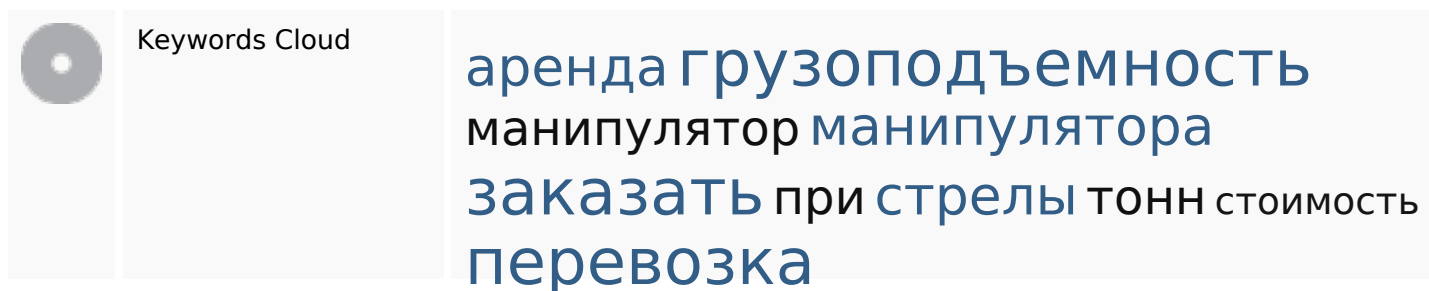 Keywords Cloud
аренда грузоподъемность
манипулятор манипулятора
заказать при стрелы тонн стоимость
перевозка